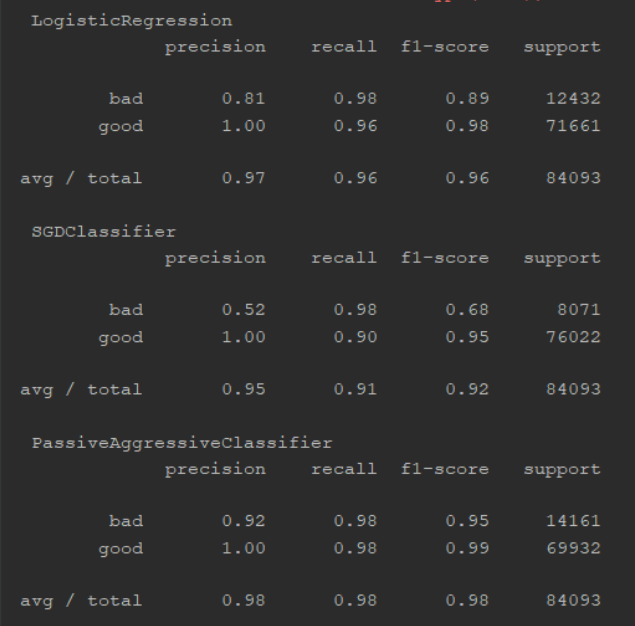 LogisticRegression
precision recall f1-score support
bad 0.81 0.98 0.89 12432
good 1.00 0.96 0.98 71661
avg / total 0.97 0.96 0.96 84093
SGDClassifier
precision recall f1-score support
bad 0.52 0.98 0.68 8071
good 1.00 0.90 0.95 76022
avg / total 0.95 0.91 0.92 84093
PassiveAggressiveClassifier
precision recall f1-score support
bad 0.92 0.98 0.95 14161
good 1.00 0.98 0.99 69932
avg / total 0.98 0.98 0.98 84093